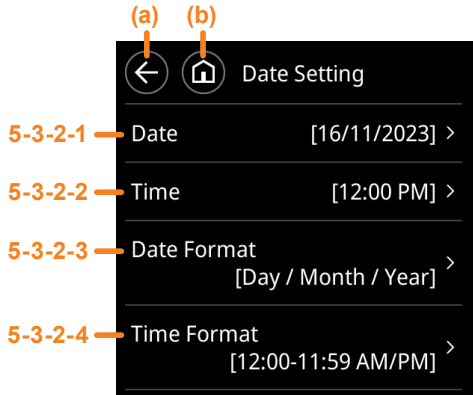 (a) (b)
Date Setting
5-3-2-1 Date [16/11/2023] >
5-3-2-2 Time [12:00 PM] >
5-3-2-3 Date Format
[Day / Month / Year] >
5-3-2-4 Time Format
[12:00-11:59 AM/PM] >